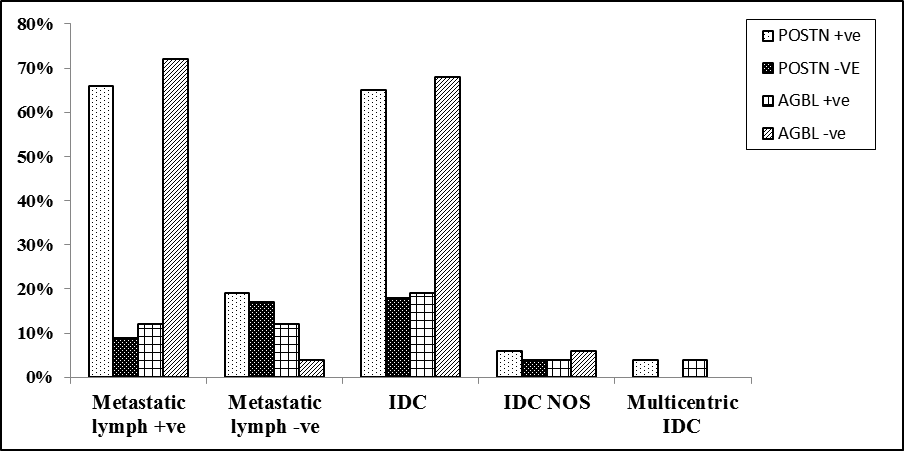 80%
70%
60%
50%
40%
30%
20%
10%
0%
POSTN +ve
POSTN -VE
AGBL +ve
AGBL -ve
Metastatic
lymph +ve
Metastatic
lymph -ve
IDC
IDC NOS
Multicentric
IDC